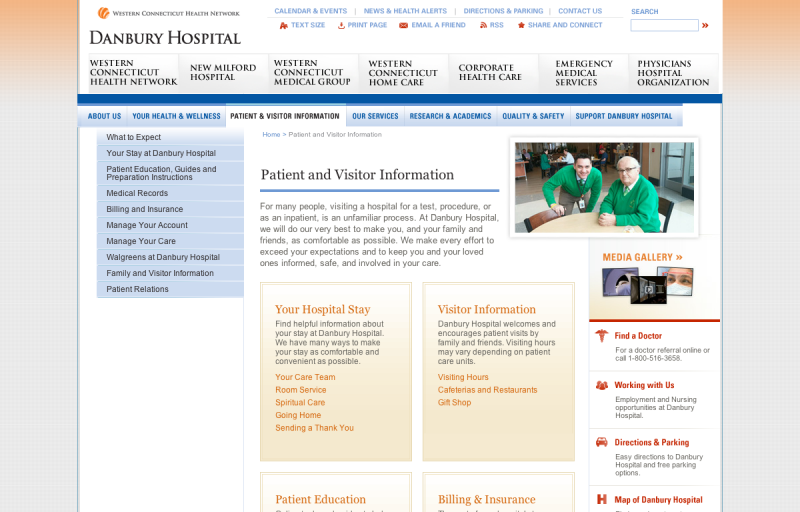 WESTERN CONNECTICUT HEALTH NETWORK
DANBURY HOSPITAL
CALENDAR & EVENTS | NEWS & HEALTH ALERTS | DIRECTIONS & PARKING | CONTACT US
TEXT SIZE PRINT PAGE EMAIL A FRIEND RSS SHARE AND CONNECT
SEARCH
WESTERN
CONNECTICUT
HEALTH NETWORK
NEW MILFORD
HOSPITAL
WESTERN
CONNECTICUT
MEDICAL GROUP
WESTERN
CONNECTICUT
HOME CARE
CORPORATE
HEALTH CARE
EMERGENCY
MEDICAL
SERVICES
PHYSICIANS
HOSPITAL
ORGANIZATION
ABOUT US YOUR HEALTH & WELLNESS PATIENT & VISITOR INFORMATION OUR SERVICES RESEARCH & ACADEMICS QUALITY & SAFETY SUPPORT DANBURY HOSPITAL
What to Expect
Your Stay at Danbury Hospital
Patient Education, Guides and
Preparation Instructions
Medical Records
Billing and Insurance
Manage Your Account
Manage Your Care
Walgreens at Danbury Hospital
Family and Visitor Information
Patient Relations
Home > Patient and Visitor Information
Patient and Visitor Information
For many people, visiting a hospital for a test, procedure, or
as an inpatient, is an unfamiliar process. At Danbury Hospital,
we will do our very best to make you, and your family and
friends, as comfortable as possible. We make every effort to
exceed your expectations and to keep you and your loved
ones informed, safe, and involved in your care.
Your Hospital Stay
Find helpful information about
your stay at Danbury Hospital.
We have many ways to make
your stay as comfortable and
convenient as possible.
Your Care Team
Room Service
Spiritual Care
Going Home
Sending a Thank You
Visitor Information
Danbury Hospital welcomes and
encourages patient visits by
family and friends. Visiting hours
may vary depending on patient
care units.
Visiting Hours
Cafeterias and Restaurants
Gift Shop
Patient Education
Billing & Insurance
MEDIA GALLERY »
Find a Doctor
For a doctor referral online or
call 1-800-516-3658.
Working with Us
Employment and Nursing
opportunities at Danbury
Hospital.
Directions & Parking
Easy directions to Danbury
Hospital and free parking
options.
Map of Danbury Hospital